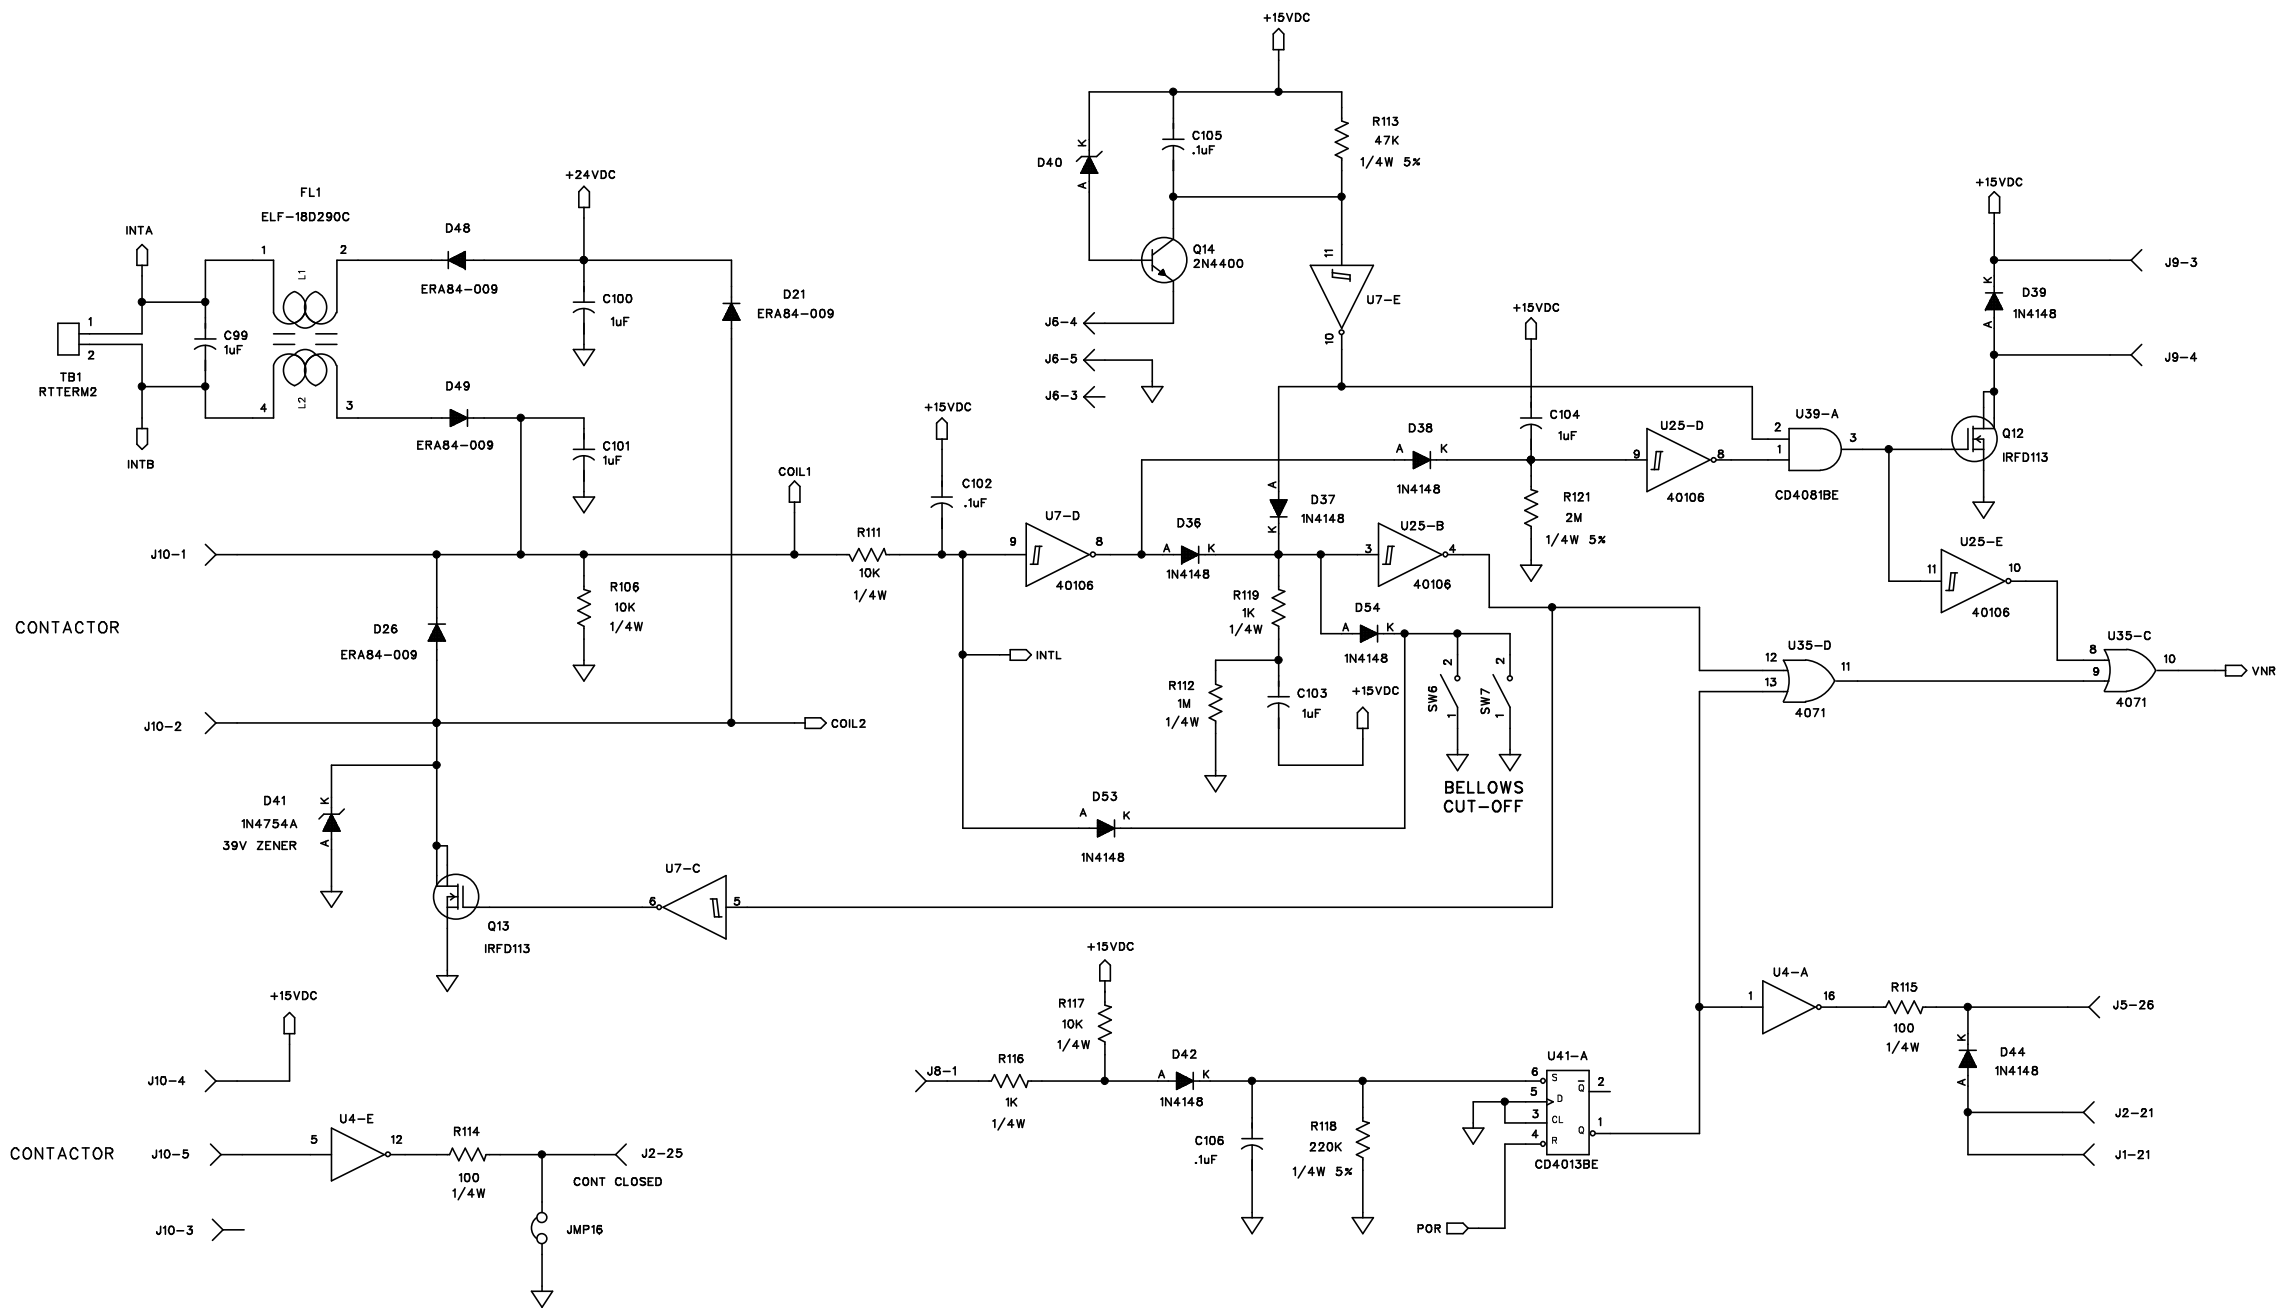 +15VDC
R113
47K
1/4W 5%
C105
.1uF
D40
K
A
+24VDC
FL1
ELF-18D290C
INTA
1
2
L1
D48
ERA84-009
C100
1uF
D21
ERA84-009
Q14
2N4400
11
U7-E
10
J6-4
J6-5
J6-3
+15VDC
+15VDC
J9-3
K
D39
1N4148
A
J9-4
1
2
TB1
RTTERM2
C99
1uF
4
3
L2
D49
ERA84-009
C101
1uF
INTB
COIL1
+15VDC
C102
.1uF
D38
A
K
1N4148
C104
1uF
U25-D
9
8
40106
U39-A
2
1
3
CD4081BE
Q12
IRFD113
R121
2M
1/4W 5%
A
D37
1N4148
K
J10-1
R111
10K
1/4W
U7-D
9
8
40106
D36
A
K
1N4148
U25-B
3
4
40106
U25-E
11
10
40106
CONTACTOR
D26
ERA84-009
R106
10K
1/4W
INTL
R119
1K
1/4W
D54
A
K
1N4148
R112
1M
1/4W
C103
1uF
+15VDC
SW6
2
1
SW7
2
1
BELLOWS
CUT-OFF
U35-D
12
13
11
4071
U35-C
8
9
10
4071
VNR
J10-2
COIL2
D41
1N4754A
39V ZENER
K
A
D53
A
K
1N4148
U7-C
6
5
Q13
IRFD113
+15VDC
J10-4
+15VDC
R117
10K
1/4W
J8-1
R116
1K
1/4W
D42
A
K
1N4148
C106
.1uF
R118
220K
1/4W 5%
U41-A
6
5
3
4
S
D
CL
R
Q
Q
2
1
CD4013BE
POR
U4-A
1
16
R115
100
1/4W
J5-26
K
D44
1N4148
A
J2-21
J1-21
CONTACTOR
J10-5
U4-E
5
12
R114
100
1/4W
J2-25
CONT CLOSED
J10-3
JMP16